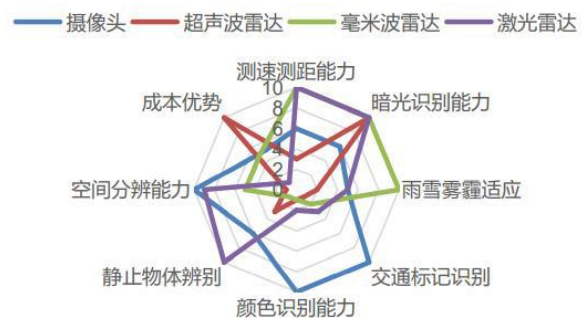 摄像头 超声波雷达 毫米波雷达 激光雷达
测速测距能力
10
成本优势
暗光识别能力
8
6
4
2
空间分辨能力
0
雨雪雾霾适应
静止物体辨别
交通标记识别
颜色识别能力